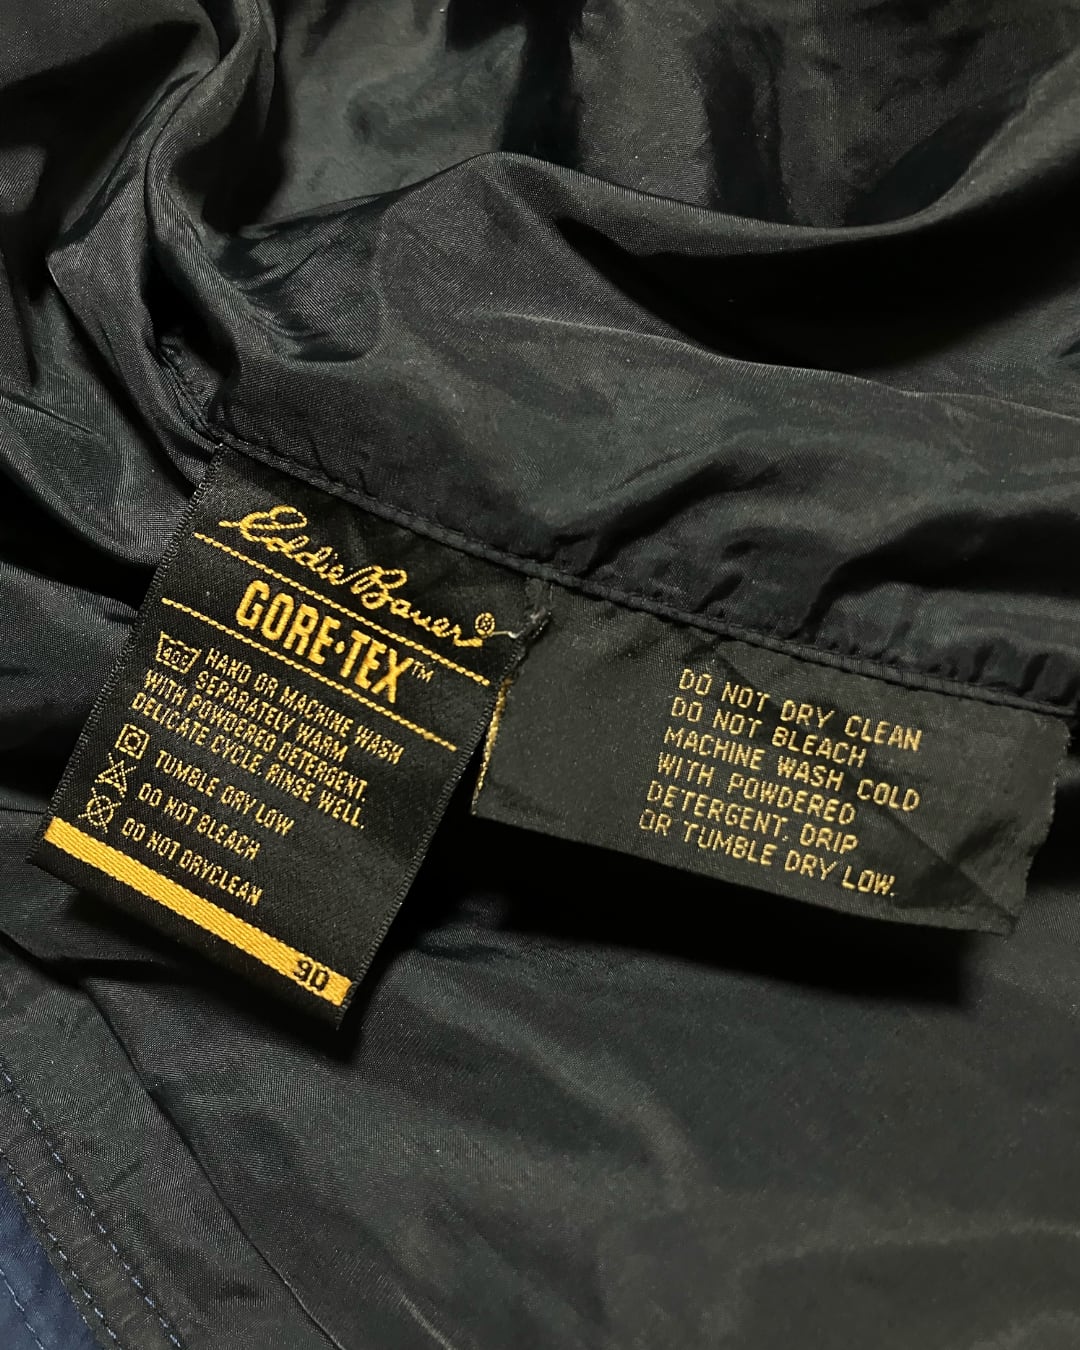 Eddie Bauer®
GORE-TEX™
HAND OR MACHINE WASH
SEPARATELY WARM
WITH POWDERED DETERGENT.
DELICATE CYCLE. RINSE WELL.
TUMBLE DRY LOW
DO NOT BLEACH
DO NOT DRYCLEAN
90
DO NOT DRY CLEAN
DO NOT BLEACH
MACHINE WASH COLD
WITH POWDERED
DETERGENT, DRIP
OR TUMBLE DRY LOW.